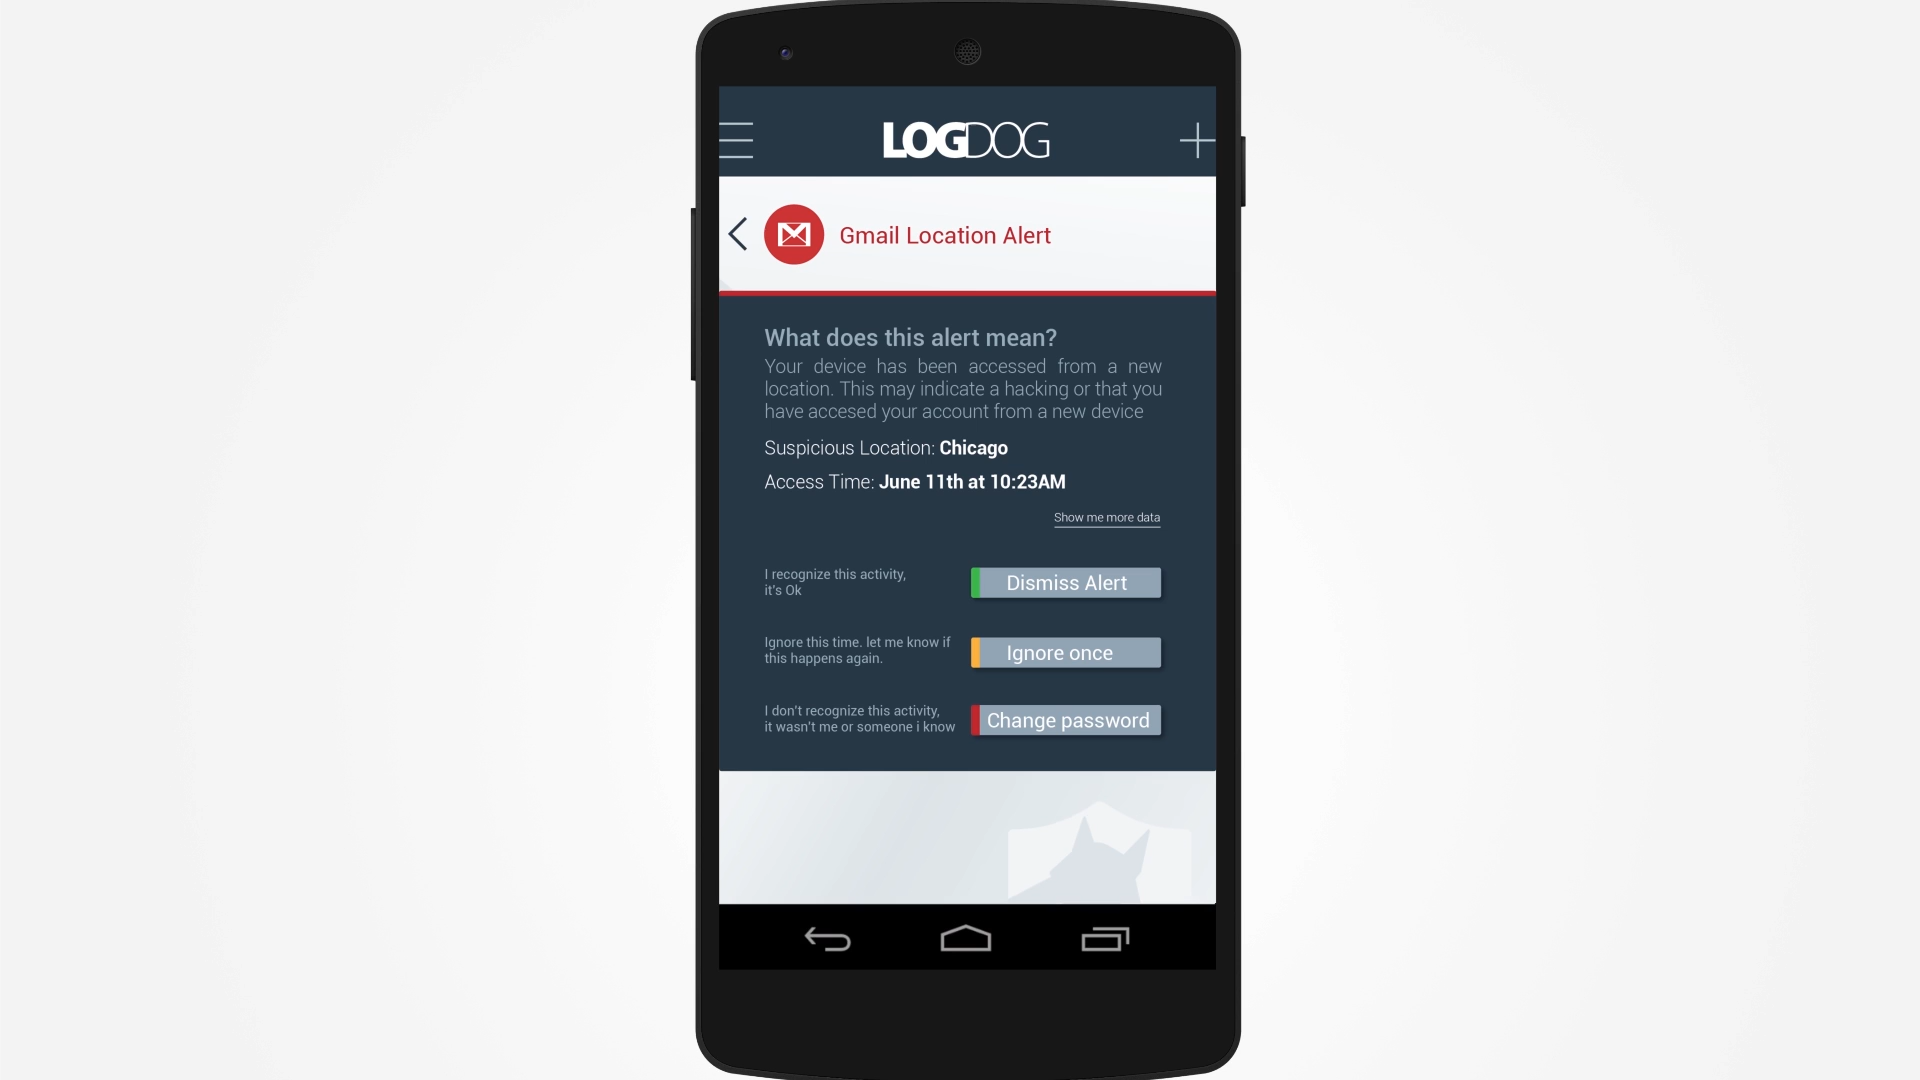 LOGDOG
Gmail Location Alert
What does this alert mean?
Your device has been accessed from a new
location. This may indicate a hacking or that you
have accesed your account from a new device
Suspicious Location: Chicago
Access Time: June 11th at 10:23AM
Show me more data
I recognize this activity,
it's Ok
Dismiss Alert
Ignore this time. let me know if
this happens again.
Ignore once
I don't recognize this activity,
it wasn't me or someone i know
Change password